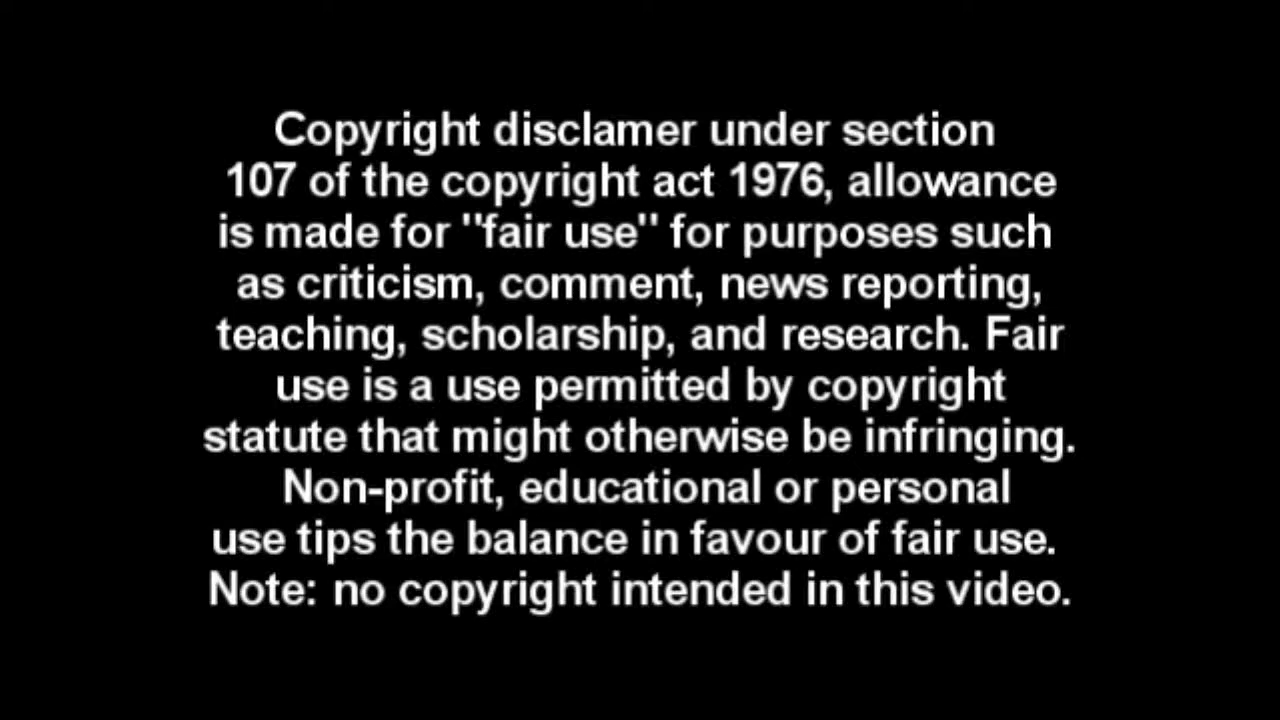 Copyright disclamer under section
107 of the copyright act 1976, allowance
is made for "fair use" for purposes such
as criticism, comment, news reporting,
teaching, scholarship, and research. Fair
use is a use permitted by copyright
statute that might otherwise be infringing.
Non-profit, educational or personal
use tips the balance in favour of fair use.
Note: no copyright intended in this video.